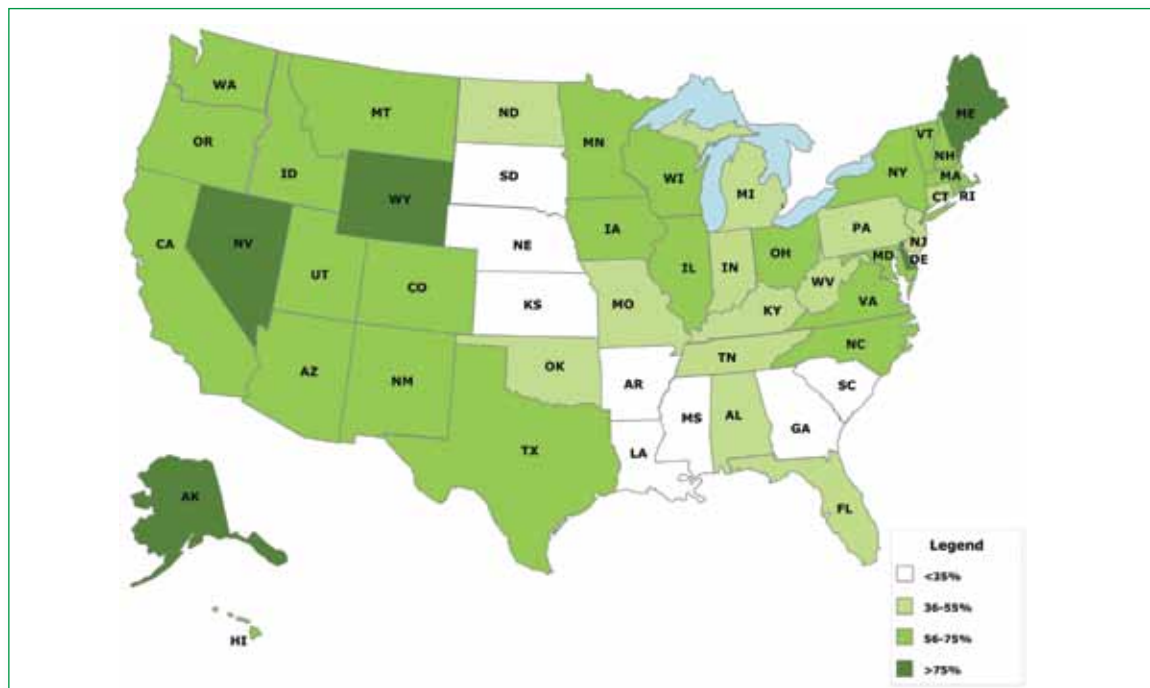 WA
MT
ND
MN
ME
OR
ID
SD
WI
MI
VT
NH
NY
MA
CT
RI
WY
NE
IA
PA
NJ
CA
NV
UT
CO
IL
IN
OH
MD
DE
WV
VA
KS
MO
KY
NC
AZ
NM
OK
TN
AR
SC
MS
AL
GA
TX
LA
FL
AK
HI
Legend
<35%
36-55%
56-75%
>75%